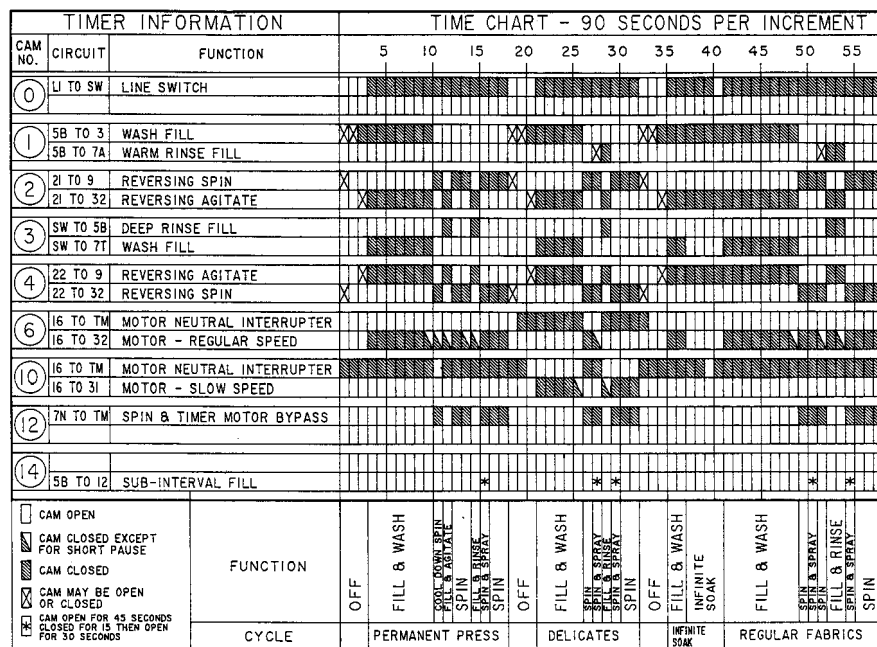 TIMER INFORMATION
TIME CHART - 90 SECONDS PER INCREMENT
CAM NO.
CIRCUIT
FUNCTION
5 10 15 20 25 30 35 40 45 50 55
0
L1 TO SW LINE SWITCH
1
5B TO 3 WASH FILL
5B TO 7A WARM RINSE FILL
2
21 TO 9 REVERSING SPIN
21 TO 32 REVERSING AGITATE
3
SW TO 5B DEEP RINSE FILL
SW TO 7T WASH FILL
4
22 TO 9 REVERSING AGITATE
22 TO 32 REVERSING SPIN
6
16 TO TM MOTOR NEUTRAL INTERRUPTER
16 TO 32 MOTOR - REGULAR SPEED
10
16 TO TM MOTOR NEUTRAL INTERRUPTER
16 TO 31 MOTOR - SLOW SPEED
12
7N TO TM SPIN & TIMER MOTOR BYPASS
14
5B TO 12 SUB-INTERVAL FILL * * * * *
CAM OPEN
CAM CLOSED EXCEPT
FOR SHORT PAUSE
CAM CLOSED
CAM MAY BE OPEN
OR CLOSED
* CAM OPEN FOR 45 SECONDS
CLOSED FOR 15 THEN OPEN
FOR 30 SECONDS
FUNCTION
OFF
FILL & WASH
COOL DOWN SPIN
FILL & AGITATE
SPIN
FILL & RINSE
SPIN & SPRAY
SPIN
OFF
FILL & WASH
SPIN
SPIN & SPRAY
FILL & RINSE
SPIN & SPRAY
SPIN
OFF
FILL & WASH
INFINITE
SOAK
FILL & WASH
SPIN
SPIN & SPRAY
SPIN
FILL & RINSE
SPIN & SPRAY
SPIN
CYCLE
PERMANENT PRESS
DELICATES
INFINITE
SOAK
REGULAR FABRICS